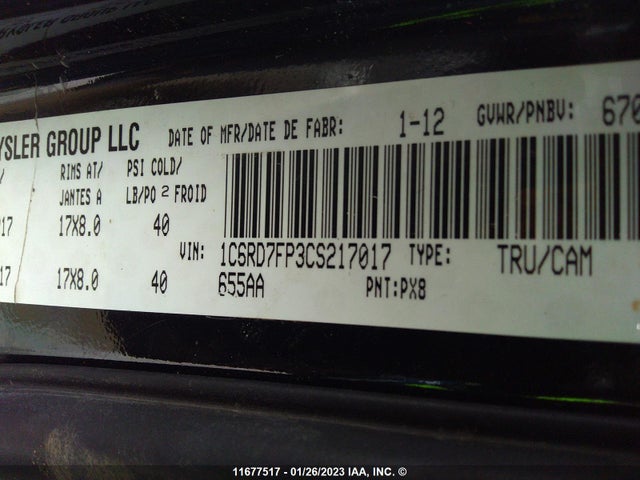 YSLER GROUP LLC DATE OF MFR/DATE DE FABR: 1-12 GVWR/PNBV: 670
RIMS AT/ PSI COLD/
JANTES A LB/PO 2 FROID
17 17X8.0 40
VIN: 1C6RD7FP3CS217017 TYPE: TRU/CAM
17 17X8.0 40 655AA PNT:PX8
11677517 - 01/26/2023 IAA, INC. ©